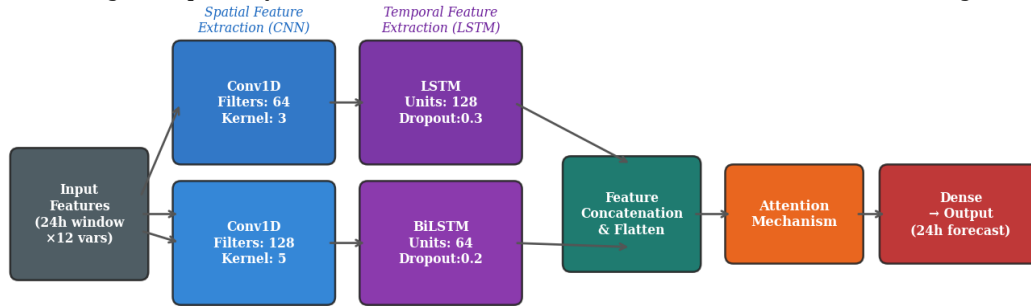 Spatial Feature
Extraction (CNN)
Temporal Feature
Extraction (LSTM)
Conv1D
Filters: 64
Kernel: 3
LSTM
Units: 128
Dropout:0.3
Input
Features
(24h window
×12 vars)
Conv1D
Filters: 128
Kernel: 5
BiLSTM
Units: 64
Dropout:0.2
Feature
Concatenation
& Flatten
Attention
Mechanism
Dense
→ Output
(24h forecast)